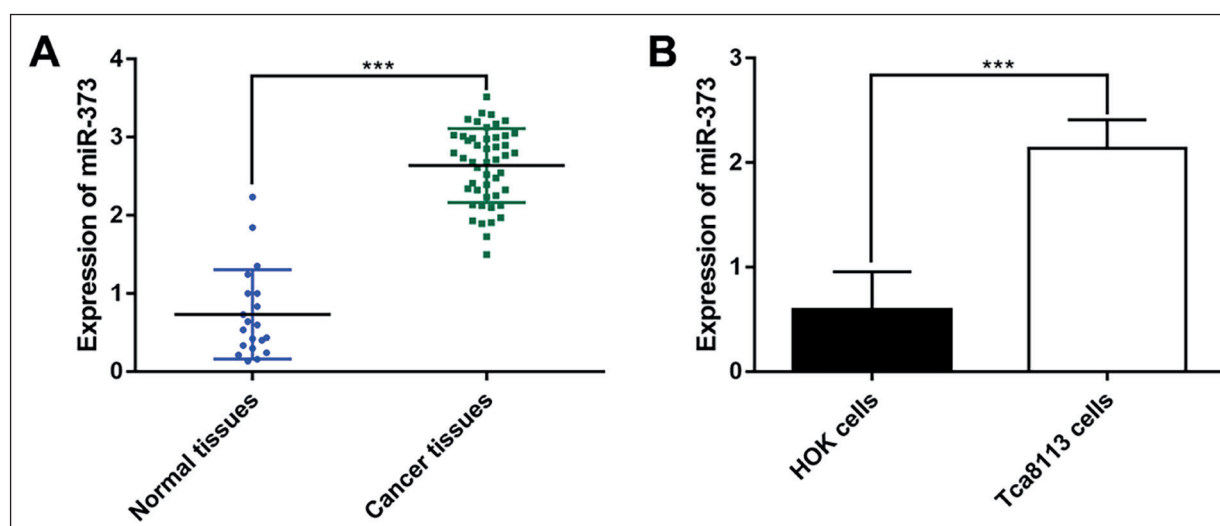 A
Expression of miR-373
4
3
2
1
0
***
Normal tissues
Cancer tissues
B
Expression of miR-373
3
2
1
0
***
HOK cells
Tca8113 cells